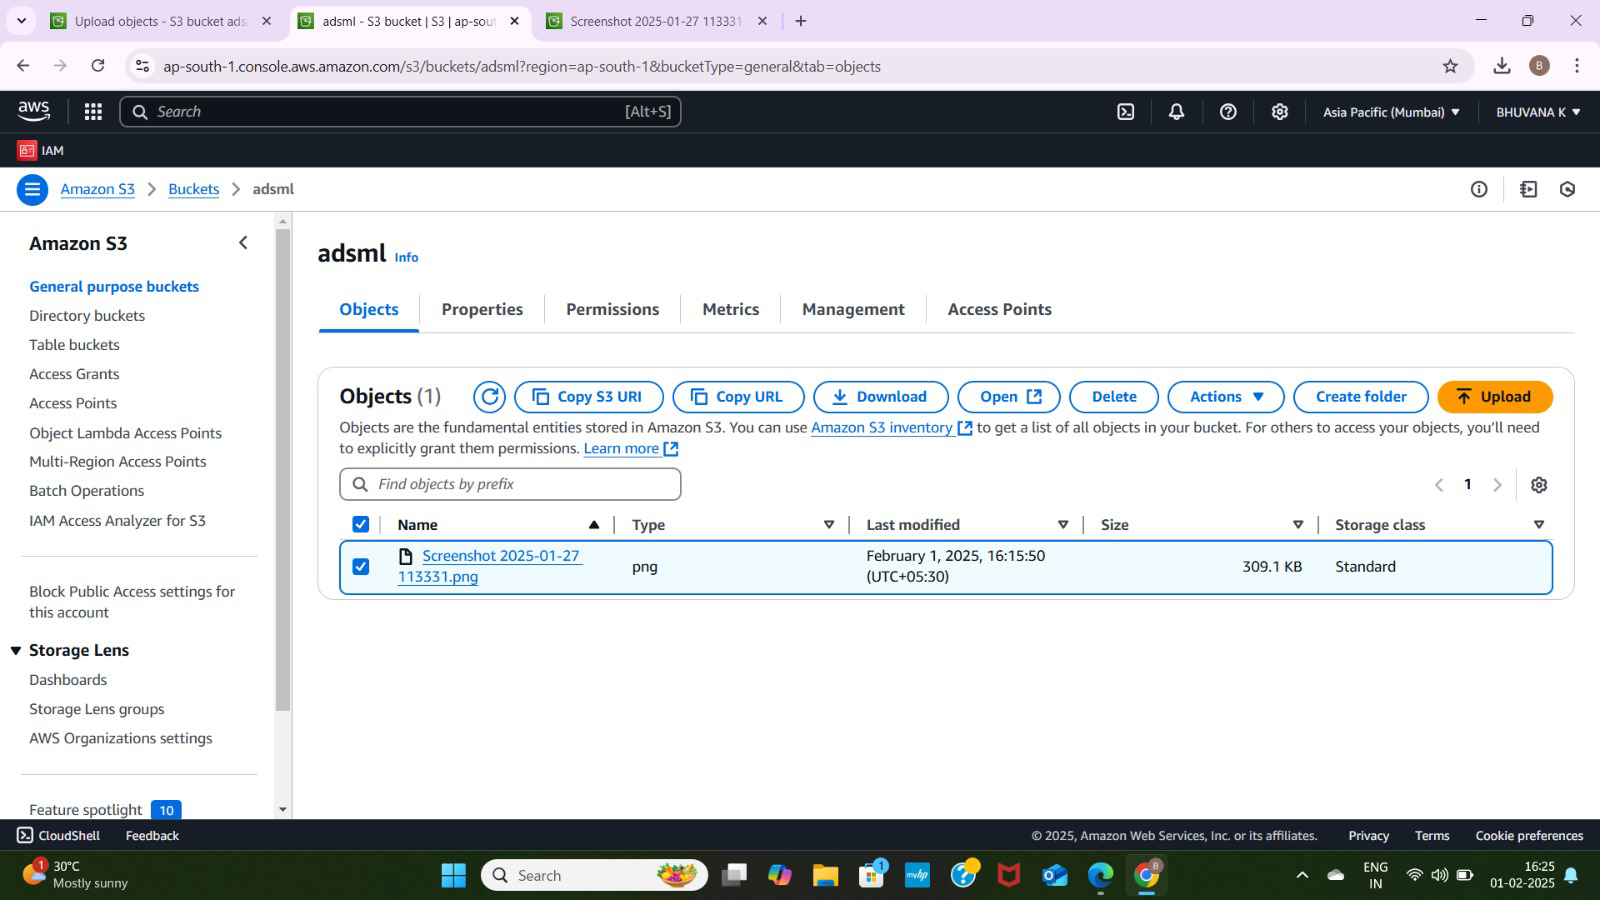 Upload objects - S3 bucket ads
adsml - S3 bucket | S3 | ap-sout
Screenshot 2025-01-27 113331.
ap-south-1.console.aws.amazon.com/s3/buckets/adsml?region=ap-south-1&bucketType=general&tab=objects
B
aws
Search
[Alt+S]
Asia Pacific (Mumbai)
BHUVANA K
IAM
Amazon S3
Buckets
adsml
Amazon S3
General purpose buckets
Directory buckets
Table buckets
Access Grants
Access Points
Object Lambda Access Points
Multi-Region Access Points
Batch Operations
IAM Access Analyzer for S3
Block Public Access settings for
this account
Storage Lens
Dashboards
Storage Lens groups
AWS Organizations settings
Feature spotlight 10
adsml Info
Objects
Properties
Permissions
Metrics
Management
Access Points
Objects (1)
Copy S3 URI
Copy URL
Download
Open
Delete
Actions
Create folder
Upload
Objects are the fundamental entities stored in Amazon S3. You can use Amazon S3 inventory to get a list of all objects in your bucket. For others to access your objects, you'll need
to explicitly grant them permissions. Learn more
Find objects by prefix
1
Name
Type
Last modified
Size
Storage class
Screenshot 2025-01-27
113331.png
png
February 1, 2025, 16:15:50
(UTC+05:30)
309.1 KB
Standard
CloudShell
Feedback
© 2025, Amazon Web Services, Inc. or its affiliates.
Privacy
Terms
Cookie preferences
1
30°C
Mostly sunny
Search
1
myhp
B
ENG
IN
16:25
01-02-2025